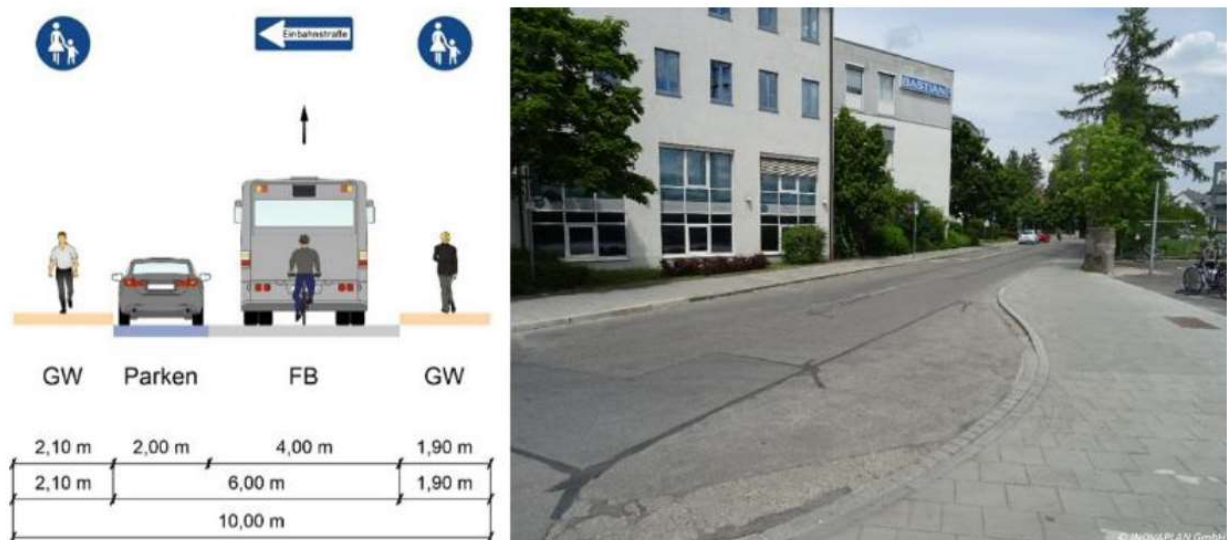 Einbahnstraße
GW Parken FB GW
2,10 m 2,00 m 4,00 m 1,90 m
2,10 m 6,00 m 1,90 m
10,00 m
BASTIAN
© INOVAPLAN GmbH